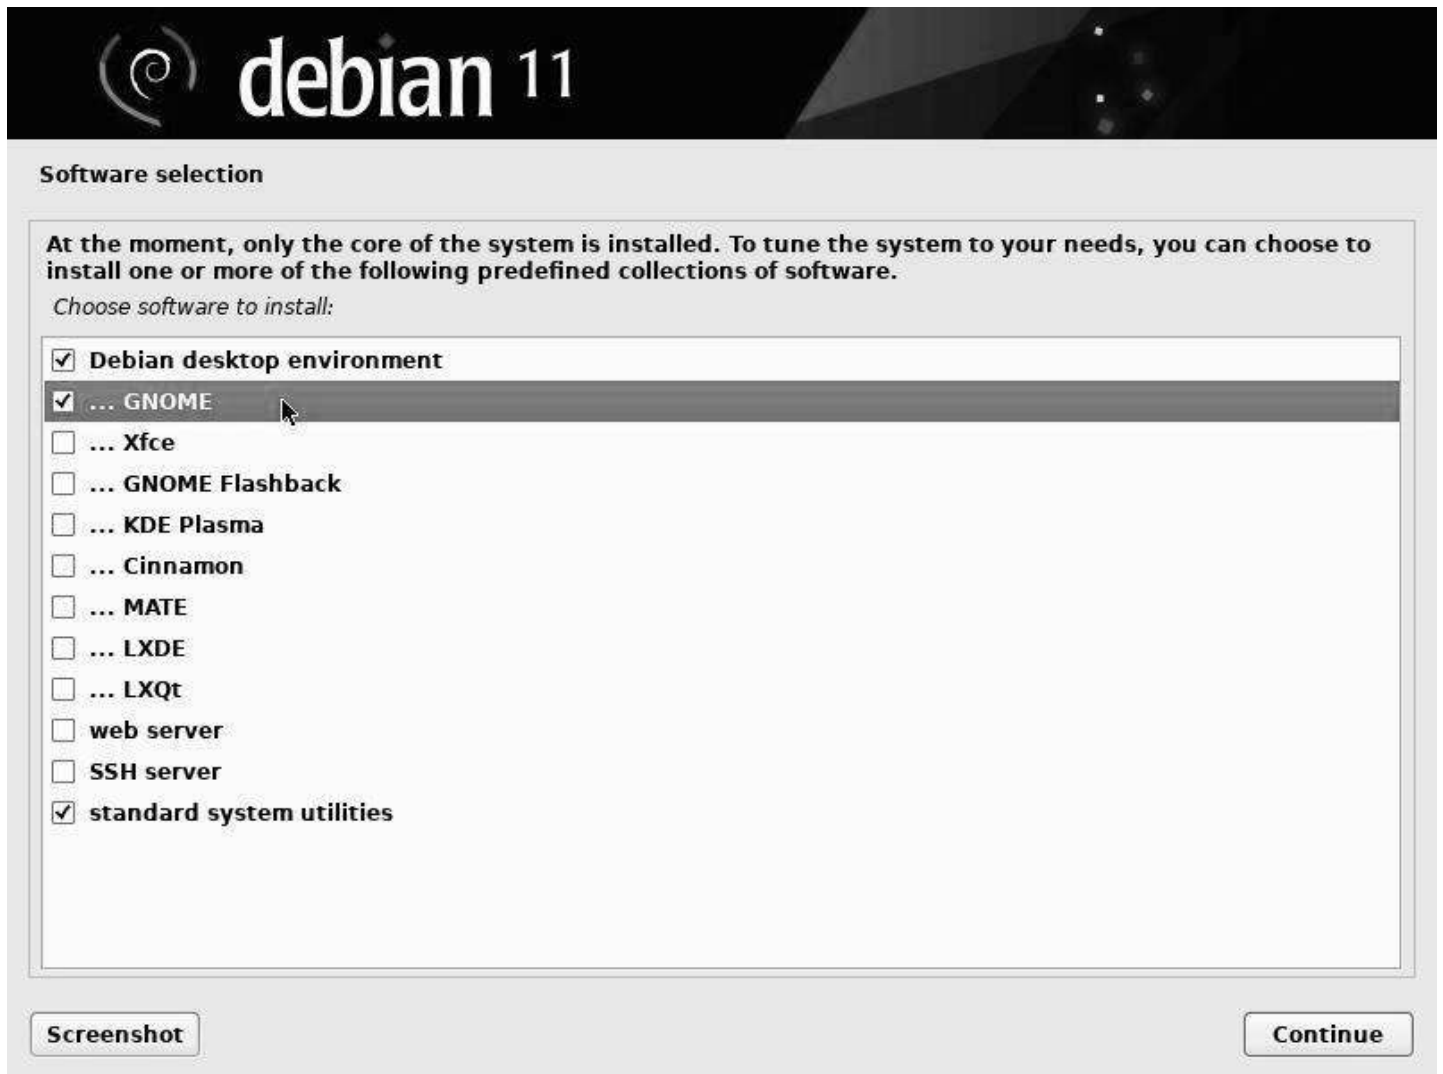 debian 11
Software selection
At the moment, only the core of the system is installed. To tune the system to your needs, you can choose to
install one or more of the following predefined collections of software.
Choose software to install:
Debian desktop environment
... GNOME
... Xfce
... GNOME Flashback
... KDE Plasma
... Cinnamon
... MATE
... LXDE
... LXQt
web server
SSH server
standard system utilities
Screenshot
Continue